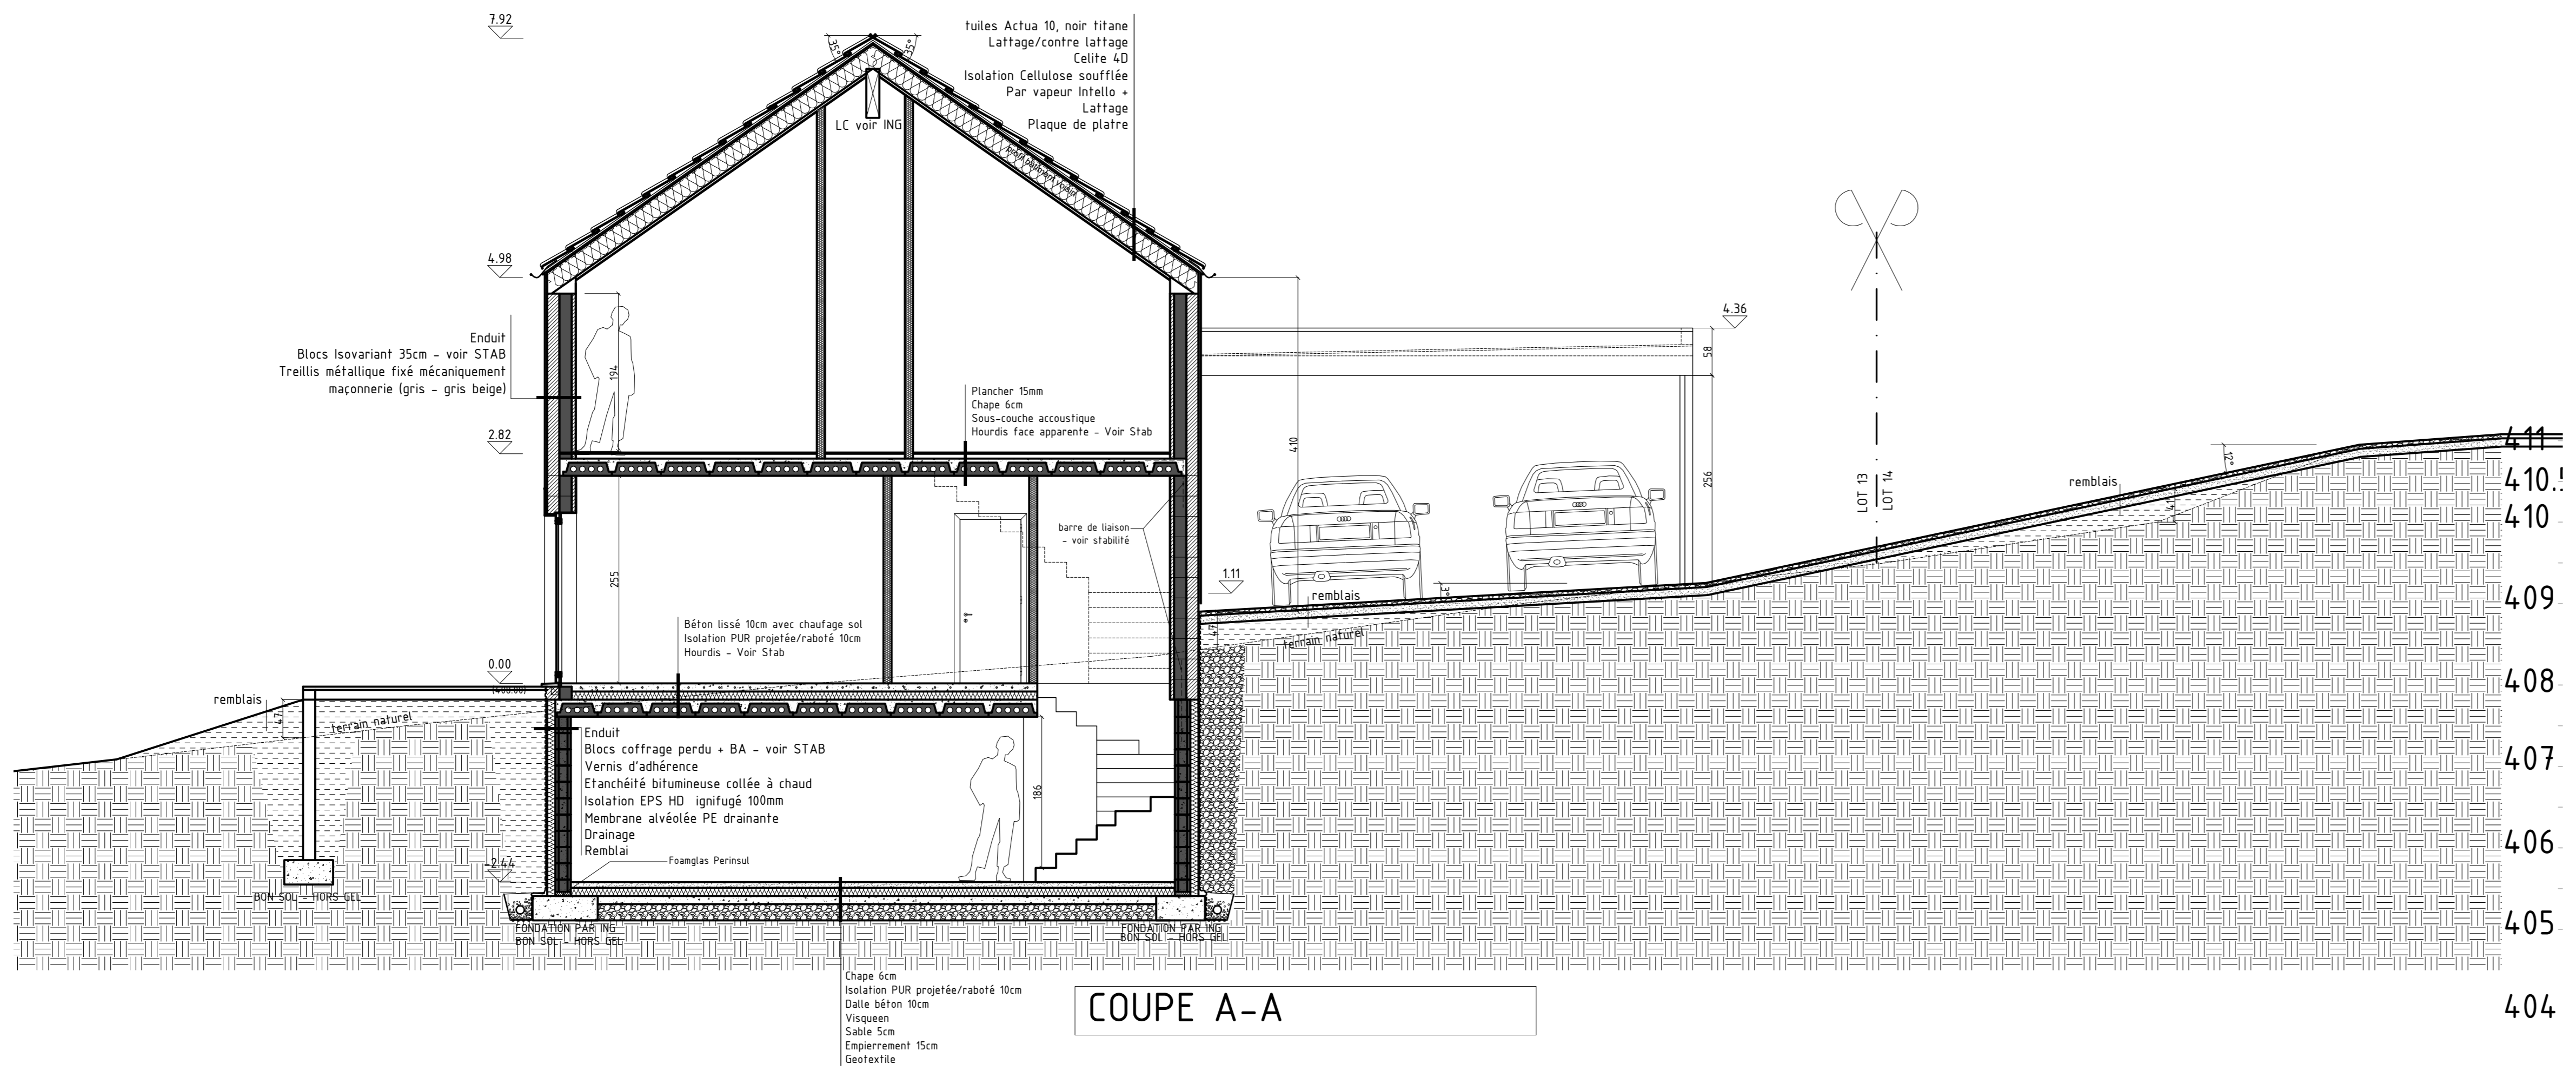 7.92
35°
35°
tuiles Actua 10, noir titane
Lattage/contre lattage
Celite 4D
Isolation Cellulose soufflée
Par vapeur Intello +
Lattage
Plaque de platre
LC voir ING
4.98
4.36
58
Enduit
Blocs Isovariant 35cm - voir STAB
Treillis métallique fixé mécaniquement
maçonnerie (gris - gris beige)
194
Plancher 15mm
Chape 6cm
Sous-couche accoustique
Hourdis face apparente - Voir Stab
2.82
410
256
LOT 13
LOT 14
12°
remblais
47
411
410.5
410
409
408
407
406
405
404
barre de liaison
- voir stabilité
255
1.11
remblais
3°
47
terrain naturel
Béton lissé 10cm avec chaufage sol
Isolation PUR projetée/raboté 10cm
Hourdis - Voir Stab
0.00
(408.00)
remblais
47
terrain naturel
Enduit
Blocs coffrage perdu + BA - voir STAB
Vernis d'adhérence
Etanchéité bitumineuse collée à chaud
Isolation EPS HD ignifugé 100mm
Membrane alvéolée PE drainante
Drainage
Remblai
186
Foamglas Perinsul
-2.44
BON SOL - HORS GEL
FONDATION PAR ING
BON SOL - HORS GEL
FONDATION PAR ING
BON SOL - HORS GEL
Chape 6cm
Isolation PUR projetée/raboté 10cm
Dalle béton 10cm
Visqueen
Sable 5cm
Empierrement 15cm
Geotextile
COUPE A-A